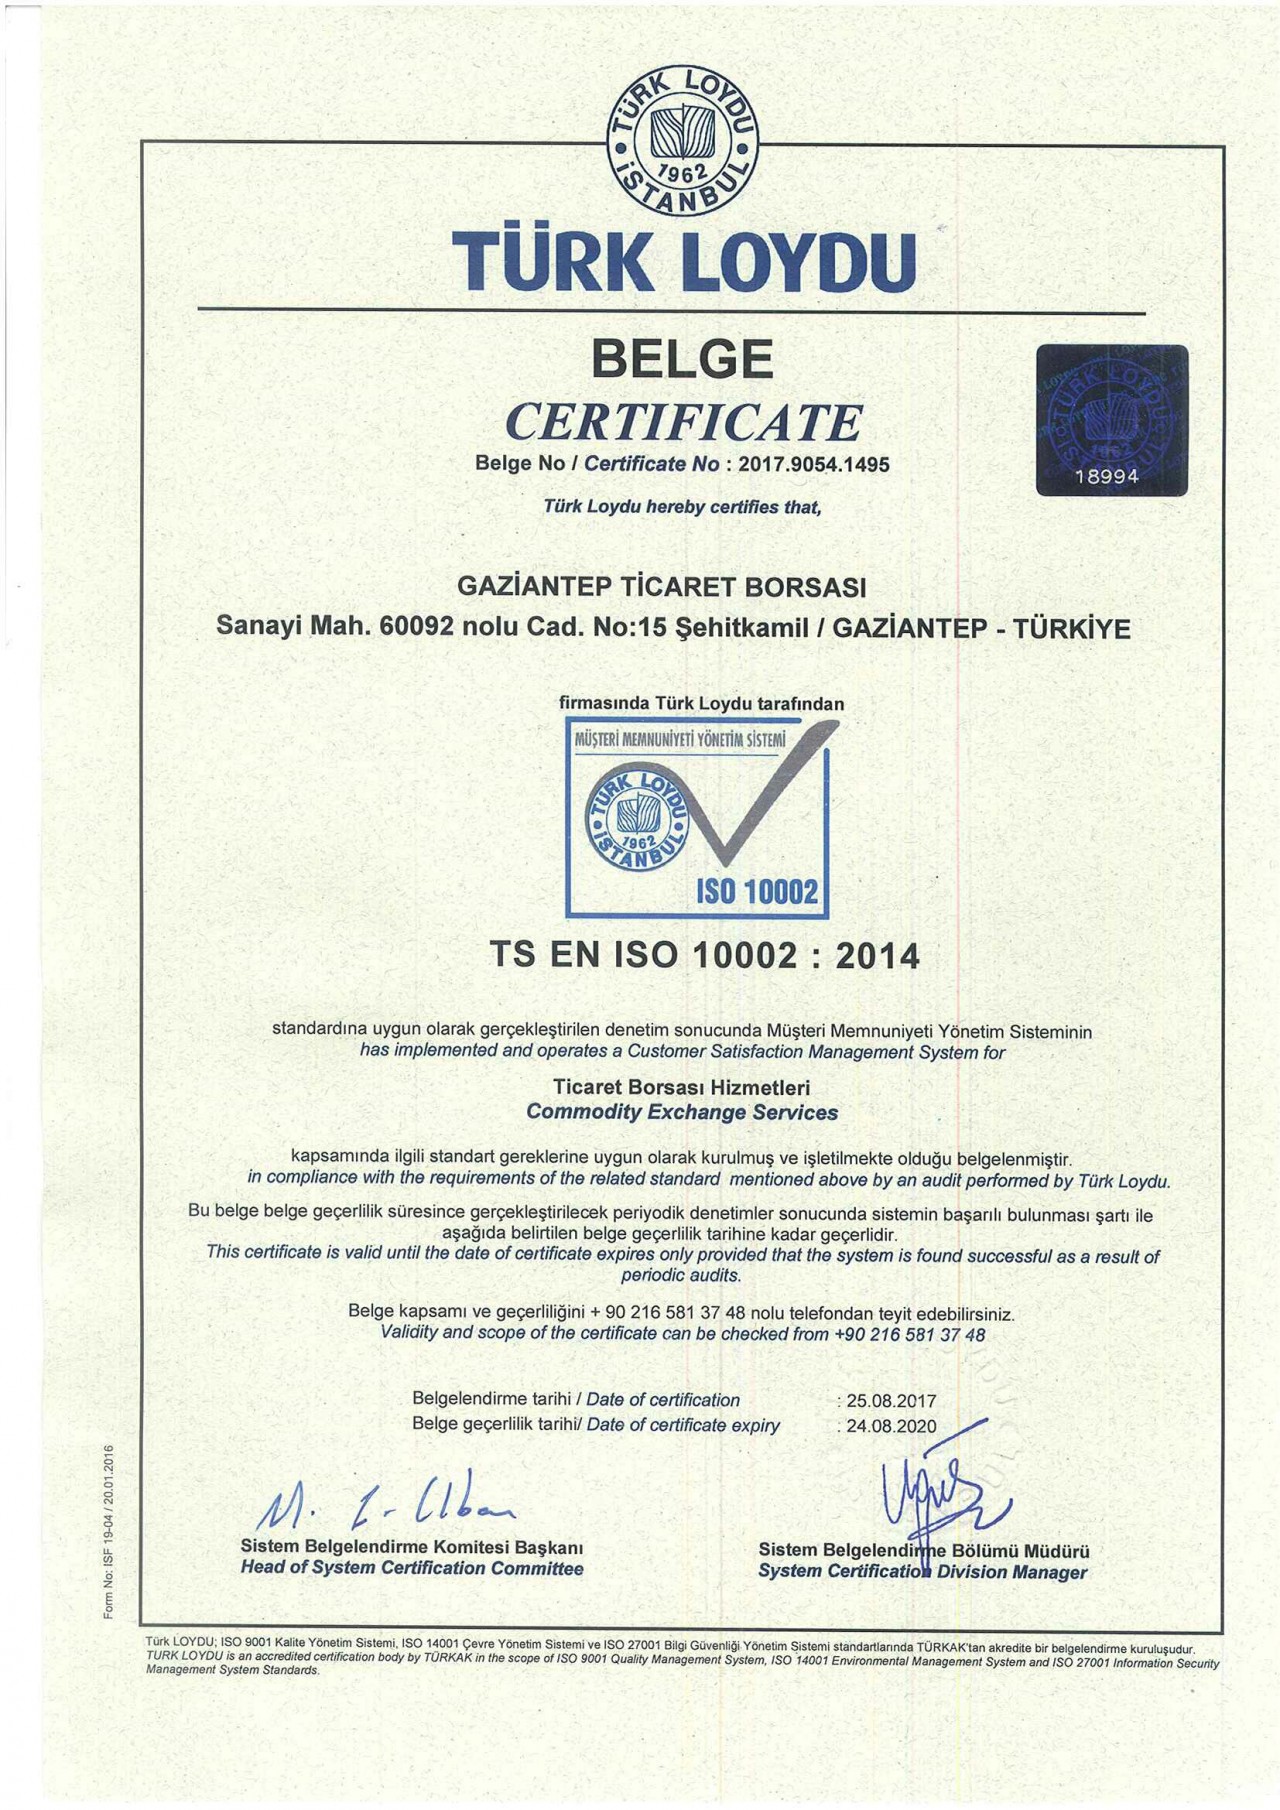 TÜRK LOYDU
1962
İSTANBUL
TÜRK LOYDU
BELGE
CERTIFICATE
Belge No / Certificate No : 2017.9054.1495
TÜRK LOYDU
1962
18994
Türk Loydu hereby certifies that,
GAZİANTEP TİCARET BORSASI
Sanayi Mah. 60092 nolu Cad. No:15 Şehitkamil / GAZİANTEP - TÜRKİYE
firmasında Türk Loydu tarafından
MÜŞTERİ MEMNUNİYETİ YÖNETİM SİSTEMİ
TÜRK LOYDU
1962
İSTANBUL
ISO 10002
TS EN ISO 10002 : 2014
standardına uygun olarak gerçekleştirilen denetim sonucunda Müşteri Memnuniyeti Yönetim Sisteminin
has implemented and operates a Customer Satisfaction Management System for
Ticaret Borsası Hizmetleri
Commodity Exchange Services
kapsamında ilgili standart gereklerine uygun olarak kurulmuş ve işletilmekte olduğu belgelenmiştir.
in compliance with the requirements of the related standard mentioned above by an audit performed by Türk Loydu.
Bu belge belge geçerlilik süresince gerçekleştirilecek periyodik denetimler sonucunda sistemin başarılı bulunması şartı ile
aşağıda belirtilen belge geçerlilik tarihine kadar geçerlidir.
This certificate is valid until the date of certificate expires only provided that the system is found successful as a result of
periodic audits.
Belge kapsamı ve geçerliliğini + 90 216 581 37 48 nolu telefondan teyit edebilirsiniz.
Validity and scope of the certificate can be checked from +90 216 581 37 48
Belgelendirme tarihi / Date of certification : 25.08.2017
Belge geçerlilik tarihi/ Date of certificate expiry : 24.08.2020
Sistem Belgelendirme Komitesi Başkanı
Head of System Certification Committee
Sistem Belgelendirme Bölümü Müdürü
System Certification Division Manager
Form No: ISF 19-04 / 20.01.2016
Türk LOYDU; ISO 9001 Kalite Yönetim Sistemi, ISO 14001 Çevre Yönetim Sistemi ve ISO 27001 Bilgi Güvenliği Yönetim Sistemi standartlarında TÜRKAK'tan akredite bir belgelendirme kuruluşudur.
TURK LOYDU is an accredited certification body by TÜRKAK in the scope of ISO 9001 Quality Management System, ISO 14001 Environmental Management System and ISO 27001 Information Security
Management System Standards.